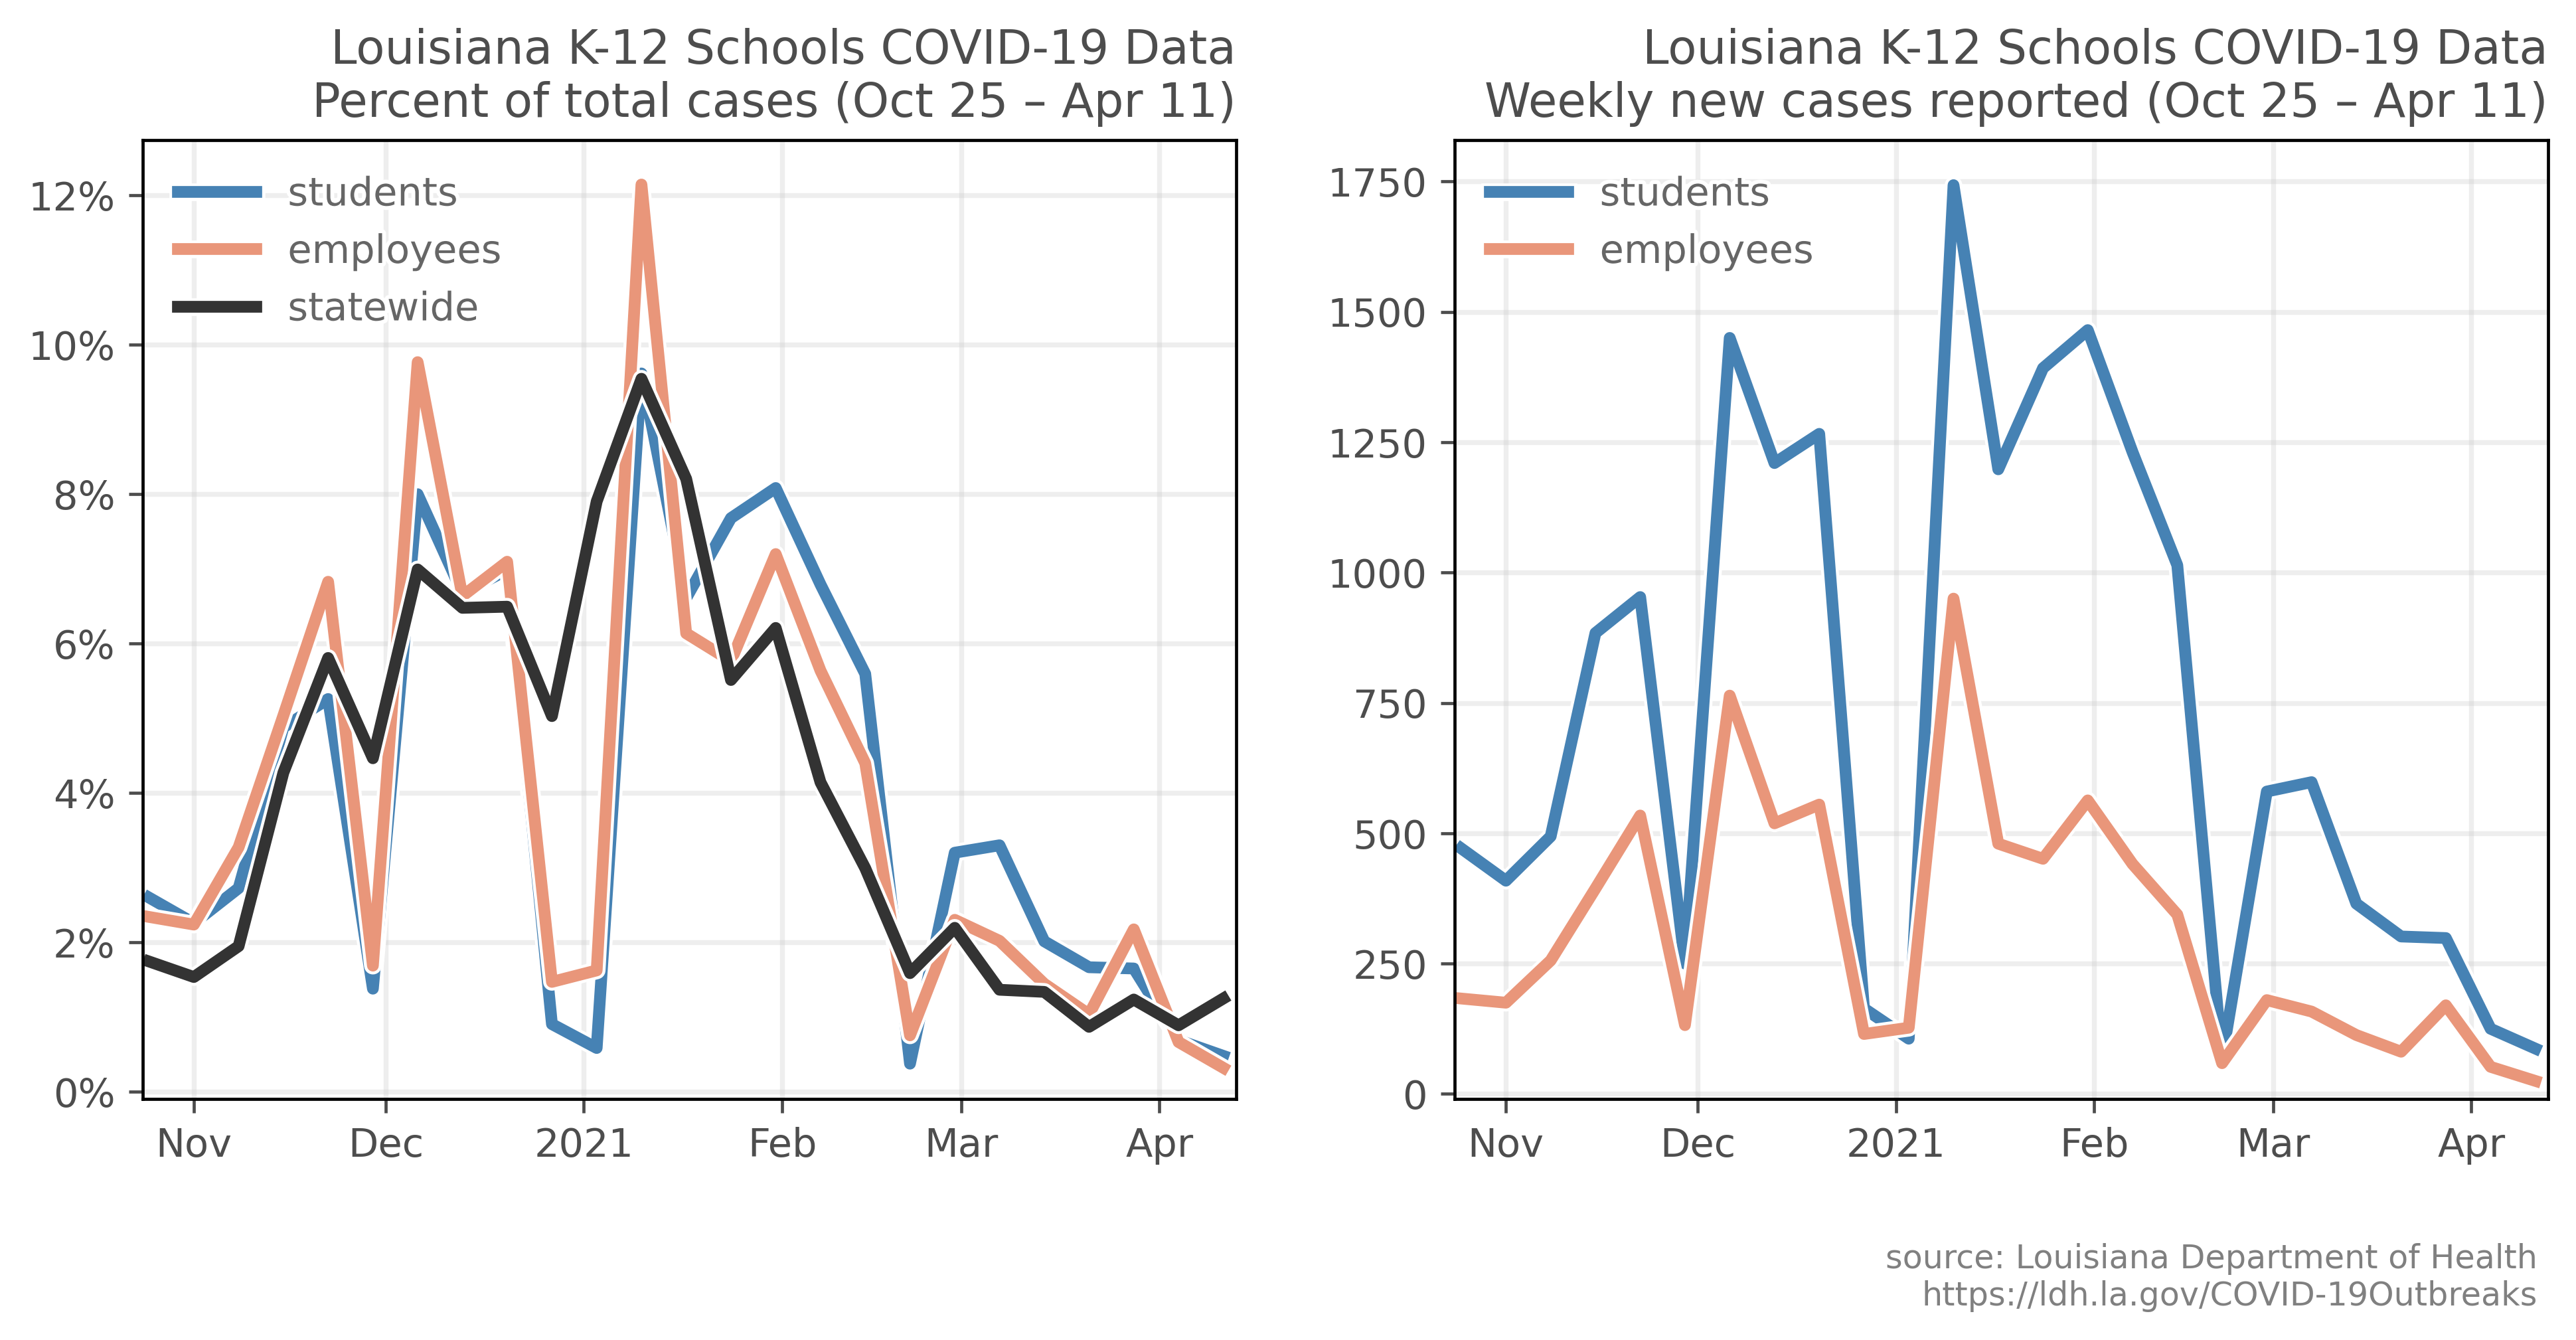 Louisiana K-12 Schools COVID-19 Data
Percent of total cases (Oct 25 – Apr 11)
students
employees
statewide
12%
10%
8%
6%
4%
2%
0%
Nov
Dec
2021
Feb
Mar
Apr
Louisiana K-12 Schools COVID-19 Data
Weekly new cases reported (Oct 25 – Apr 11)
students
employees
1750
1500
1250
1000
750
500
250
0
Nov
Dec
2021
Feb
Mar
Apr
source: Louisiana Department of Health
https://ldh.la.gov/COVID-19Outbreaks